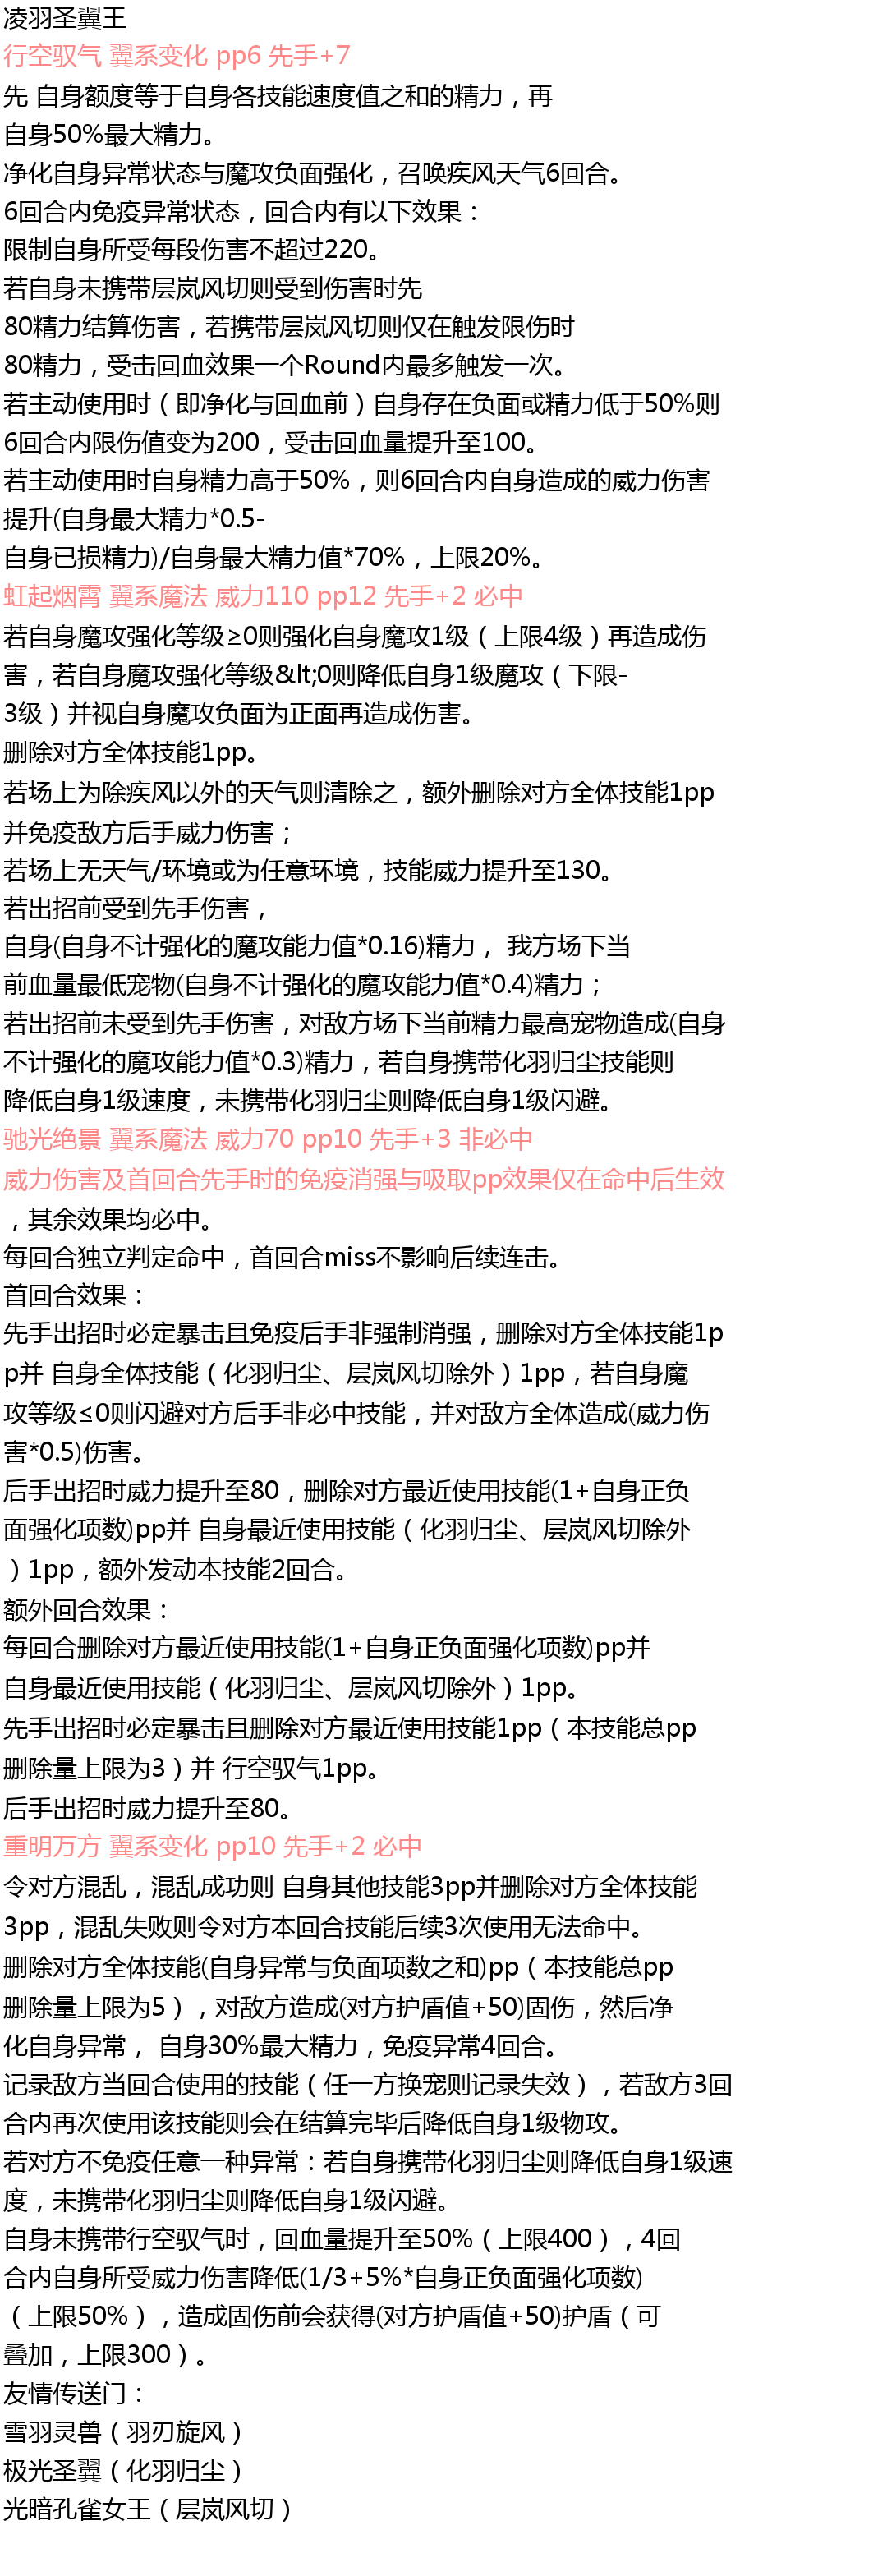 凌羽圣翼王
行空驭气 翼系变化 pp6 先手+7
先 自身额度等于自身各技能速度值之和的精力，再
自身50%最大精力。
净化自身异常状态与魔攻负面强化，召唤疾风天气6回合。
6回合内免疫异常状态，回合内有以下效果：
限制自身所受每段伤害不超过220。
若自身未携带层岚风切则受到伤害时先
80精力结算伤害，若携带层岚风切则仅在触发限伤时
80精力，受击回血效果一个Round内最多触发一次。
若主动使用时（即净化与回血前）自身存在负面或精力低于50%则
6回合内限伤值变为200，受击回血量提升至100。
若主动使用时自身精力高于50%，则6回合内自身造成的威力伤害
提升(自身最大精力*0.5-
自身已损精力)/自身最大精力值*70%，上限20%。
虹起烟霄 翼系魔法 威力110 pp12 先手+2 必中
若自身魔攻强化等级≥0则强化自身魔攻1级（上限4级）再造成伤
害，若自身魔攻强化等级&lt;0则降低自身1级魔攻（下限-
3级）并视自身魔攻负面为正面再造成伤害。
删除对方全体技能1pp。
若场上为除疾风以外的天气则清除之，额外删除对方全体技能1pp
并免疫敌方后手威力伤害；
若场上无天气/环境或为任意环境，技能威力提升至130。
若出招前受到先手伤害，
自身(自身不计强化的魔攻能力值*0.16)精力， 我方场下当
前血量最低宠物(自身不计强化的魔攻能力值*0.4)精力；
若出招前未受到先手伤害，对敌方场下当前精力最高宠物造成(自身
不计强化的魔攻能力值*0.3)精力，若自身携带化羽归尘技能则
降低自身1级速度，未携带化羽归尘则降低自身1级闪避。
驰光绝景 翼系魔法 威力70 pp10 先手+3 非必中
威力伤害及首回合先手时的免疫消强与吸取pp效果仅在命中后生效
，其余效果均必中。
每回合独立判定命中，首回合miss不影响后续连击。
首回合效果：
先手出招时必定暴击且免疫后手非强制消强，删除对方全体技能1p
p并 自身全体技能（化羽归尘、层岚风切除外）1pp，若自身魔
攻等级≤0则闪避对方后手非必中技能，并对敌方全体造成(威力伤
害*0.5)伤害。
后手出招时威力提升至80，删除对方最近使用技能(1+自身正负
面强化项数)pp并 自身最近使用技能（化羽归尘、层岚风切除外
）1pp，额外发动本技能2回合。
额外回合效果：
每回合删除对方最近使用技能(1+自身正负面强化项数)pp并
自身最近使用技能（化羽归尘、层岚风切除外）1pp。
先手出招时必定暴击且删除对方最近使用技能1pp（本技能总pp
删除量上限为3）并 行空驭气1pp。
后手出招时威力提升至80。
重明万方 翼系变化 pp10 先手+2 必中
令对方混乱，混乱成功则 自身其他技能3pp并删除对方全体技能
3pp，混乱失败则令对方本回合技能后续3次使用无法命中。
删除对方全体技能(自身异常与负面项数之和)pp（本技能总pp
删除量上限为5），对敌方造成(对方护盾值+50)固伤，然后净
化自身异常， 自身30%最大精力，免疫异常4回合。
记录敌方当回合使用的技能（任一方换宠则记录失效），若敌方3回
合内再次使用该技能则会在结算完毕后降低自身1级物攻。
若对方不免疫任意一种异常：若自身携带化羽归尘则降低自身1级速
度，未携带化羽归尘则降低自身1级闪避。
自身未携带行空驭气时，回血量提升至50%（上限400），4回
合内自身所受威力伤害降低(1/3+5%*自身正负面强化项数)
（上限50%），造成固伤前会获得(对方护盾值+50)护盾（可
叠加，上限300）。
友情传送门：
雪羽灵兽（羽刃旋风）
极光圣翼（化羽归尘）
光暗孔雀女王（层岚风切）